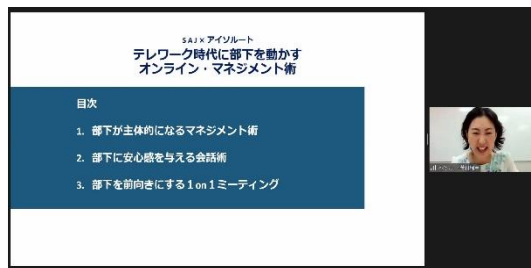 SAJ×アイソルート
テレワーク時代に部下を動かす
オンライン・マネジメント術
目次
1. 部下が主体的になるマネジメント術
2. 部下に安心感を与える会話術
3. 部下を前向きにする1on1ミーティング